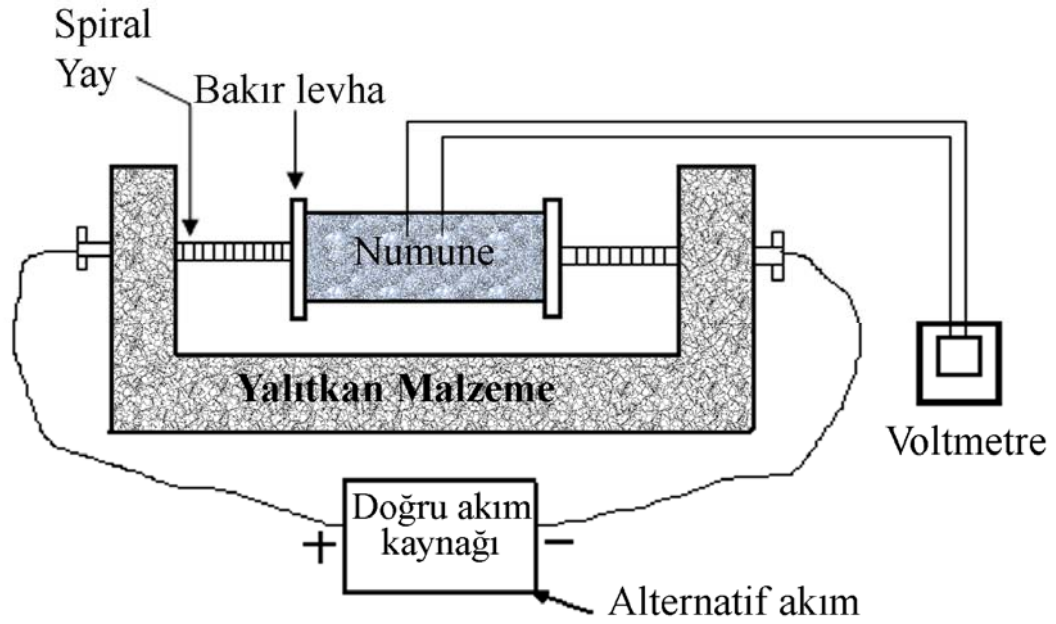 Spiral
Yay
Bakır levha
Numune
Yalıtkan Malzeme
Voltmetre
Doğru akım
kaynağı
+
−
Alternatif akım